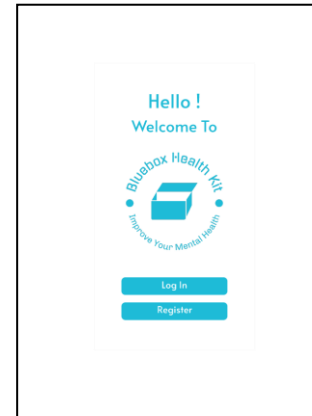 Hello !
Welcome To
Bluebox Health Kit
Improve Your Mental Health
Log In
Register